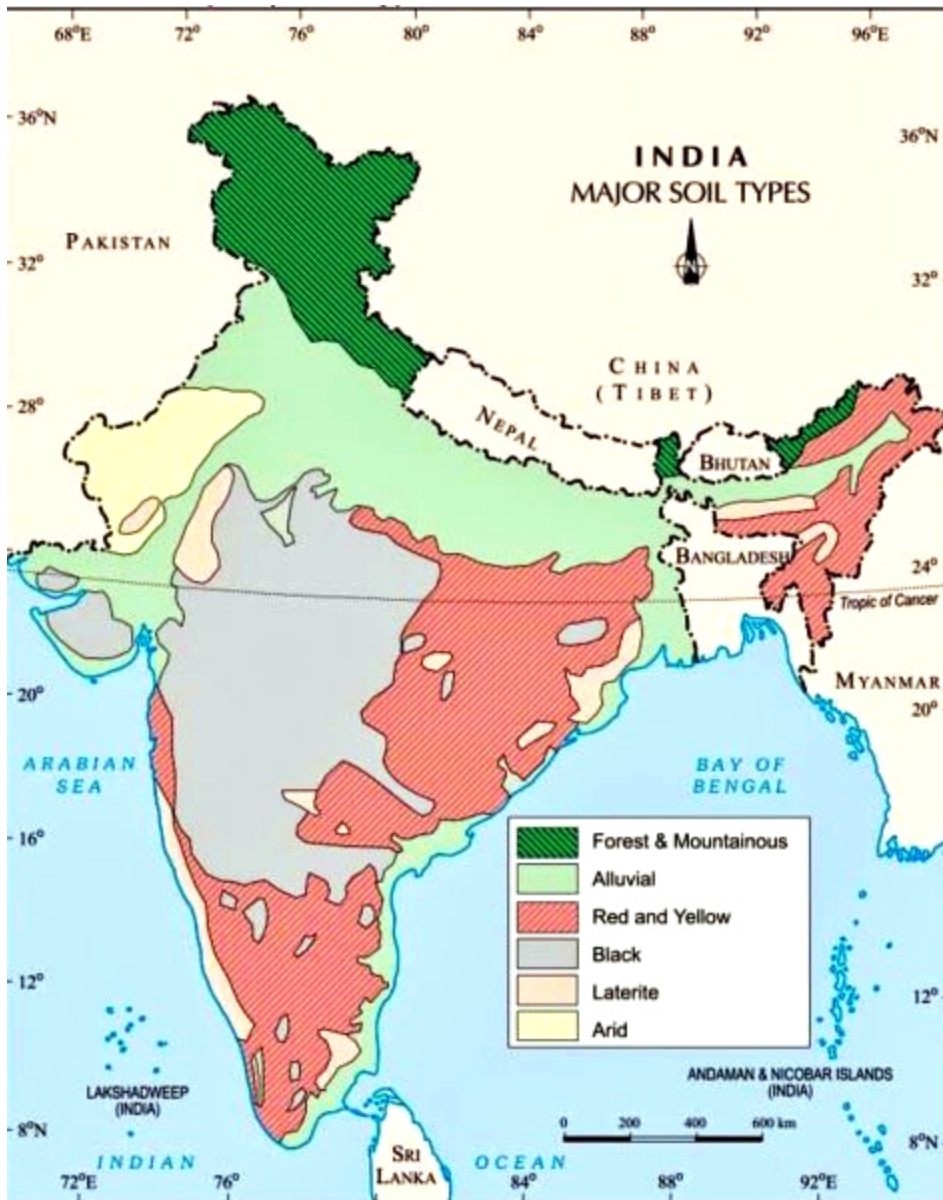 68°E 72° 76° 80° 84° 88° 92° 96°E
36°N
36°N
INDIA
MAJOR SOIL TYPES
N
PAKISTAN
32°
32°
CHINA
(TIBET)
28°
28°
NEPAL
BHUTAN
BANGLADESH
24°
24°
Tropic of Cancer
MYANMAR
20°
20°
ARABIAN
SEA
BAY OF
BENGAL
16°
Forest & Mountainous
Alluvial
Red and Yellow
Black
Laterite
Arid
12°
12°
LAKSHADWEEP
(INDIA)
ANDAMAN & NICOBAR ISLANDS
(INDIA)
0 200 400 600 km
8°N
8°N
INDIAN OCEAN
SRI
LANKA
72°E 76° 84° 88° 92°E